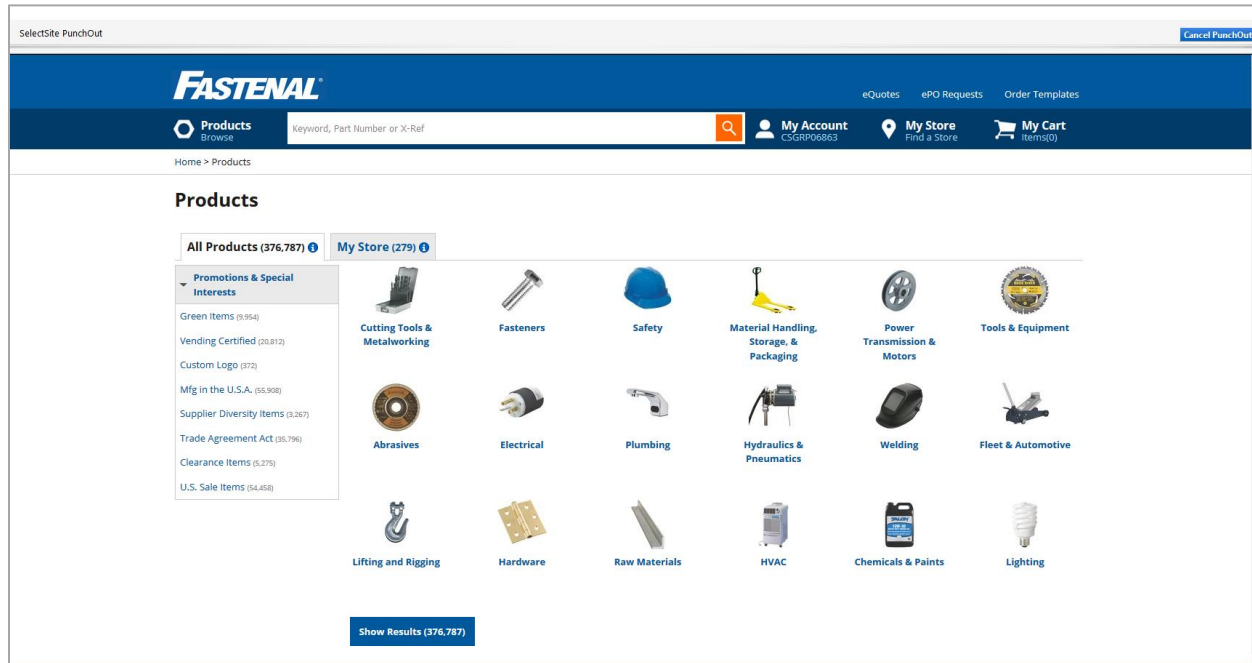 SelectSite PunchOut
Cancel PunchOut
FASTENAL®
eQuotes ePO Requests Order Templates
Products
Browse
Keyword, Part Number or X-Ref
My Account
CSGRP06863
My Store
Find a Store
My Cart
Items(0)
Home > Products
Products
All Products (376,787)
My Store (279)
Promotions & Special
Interests
Green Items (9,954)
Vending Certified (20,812)
Custom Logo (372)
Mfg in the U.S.A. (55,908)
Supplier Diversity Items (3,267)
Trade Agreement Act (35,796)
Clearance Items (5,275)
U.S. Sale Items (54,458)
Cutting Tools &
Metalworking
Fasteners
Safety
Material Handling,
Storage, &
Packaging
Power
Transmission &
Motors
Tools & Equipment
Abrasives
Electrical
Plumbing
Hydraulics &
Pneumatics
Welding
Fleet & Automotive
Lifting and Rigging
Hardware
Raw Materials
HVAC
Chemicals & Paints
Lighting
Show Results (376,787)